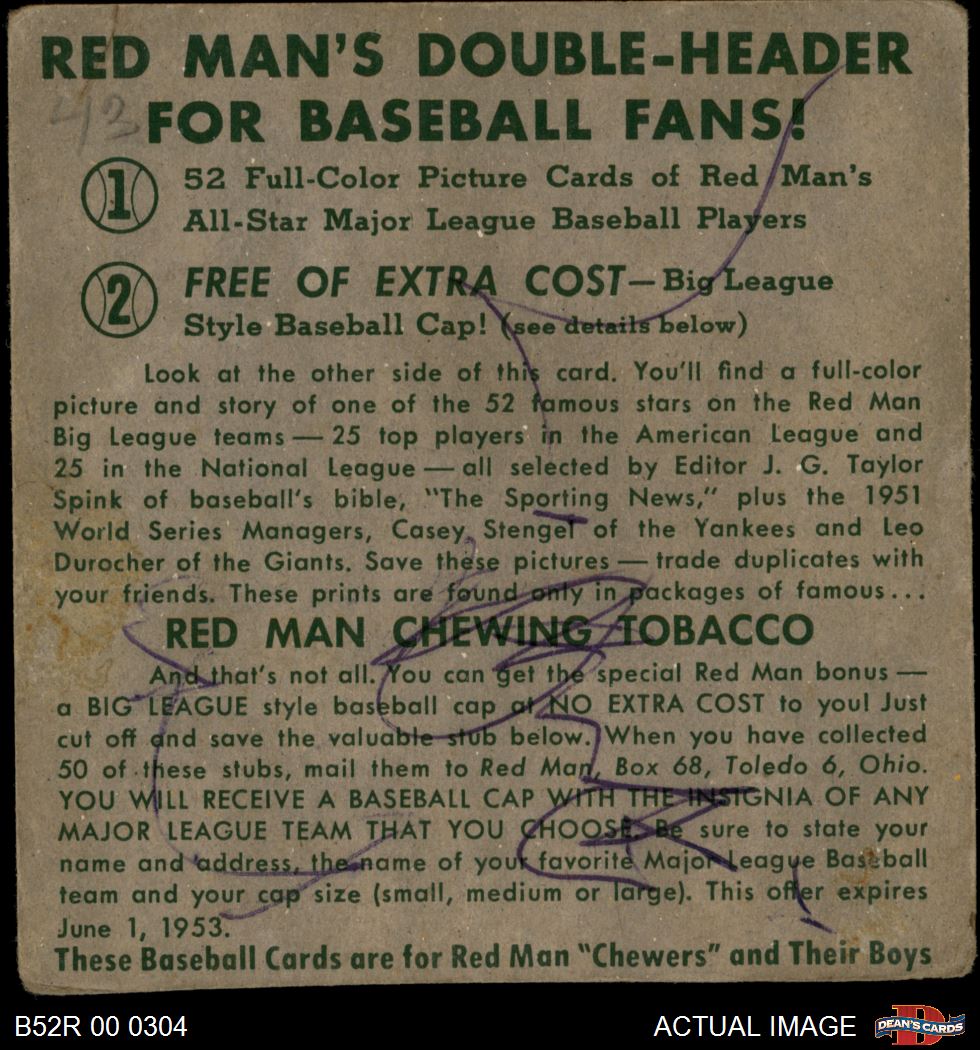 RED MAN'S DOUBLE-HEADER
43
FOR BASEBALL FANS!
1 52 Full-Color Picture Cards of Red Man's
All-Star Major League Baseball Players
2 FREE OF EXTRA COST—Big League
Style Baseball Cap! (see details below)
Look at the other side of this card. You'll find a full-color
picture and story of one of the 52 famous stars on the Red Man
Big League teams — 25 top players in the American League and
25 in the National League — all selected by Editor J. G. Taylor
Spink of baseball's bible, "The Sporting News," plus the 1951
World Series Managers, Casey Stengel of the Yankees and Leo
Durocher of the Giants. Save these pictures — trade duplicates with
your friends. These prints are found only in packages of famous...
RED MAN CHEWING TOBACCO
And that's not all. You can get the special Red Man bonus —
a BIG LEAGUE style baseball cap at NO EXTRA COST to you! Just
cut off and save the valuable stub below. When you have collected
50 of these stubs, mail them to Red Man, Box 68, Toledo 6, Ohio.
YOU WILL RECEIVE A BASEBALL CAP WITH THE INSIGNIA OF ANY
MAJOR LEAGUE TEAM THAT YOU CHOOSE. Be sure to state your
name and address, the name of your favorite Major League Baseball
team and your cap size (small, medium or large). This offer expires
June 1, 1953.
These Baseball Cards are for Red Man "Chewers" and Their Boys
B52R 00 0304
ACTUAL IMAGE
D
DEAN'S CARDS